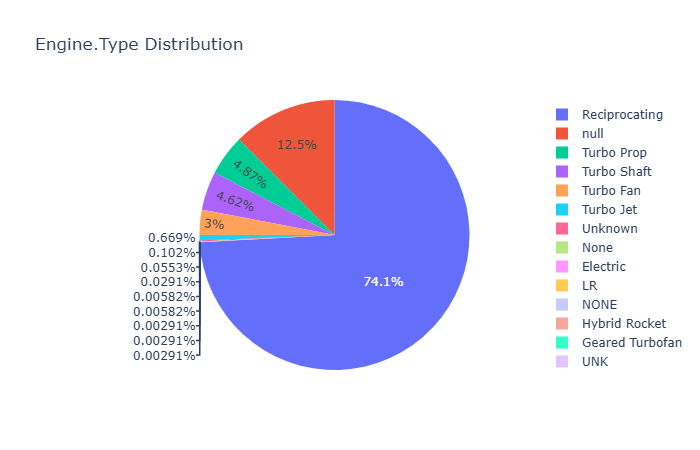 Engine.Type Distribution
12.5%
4.87%
4.62%
3%
0.669%
0.102%
0.0553%
0.0291%
0.00582%
0.00582%
0.00291%
0.00291%
0.00291%
74.1%
Reciprocating
null
Turbo Prop
Turbo Shaft
Turbo Fan
Turbo Jet
Unknown
None
Electric
LR
NONE
Hybrid Rocket
Geared Turbofan
UNK